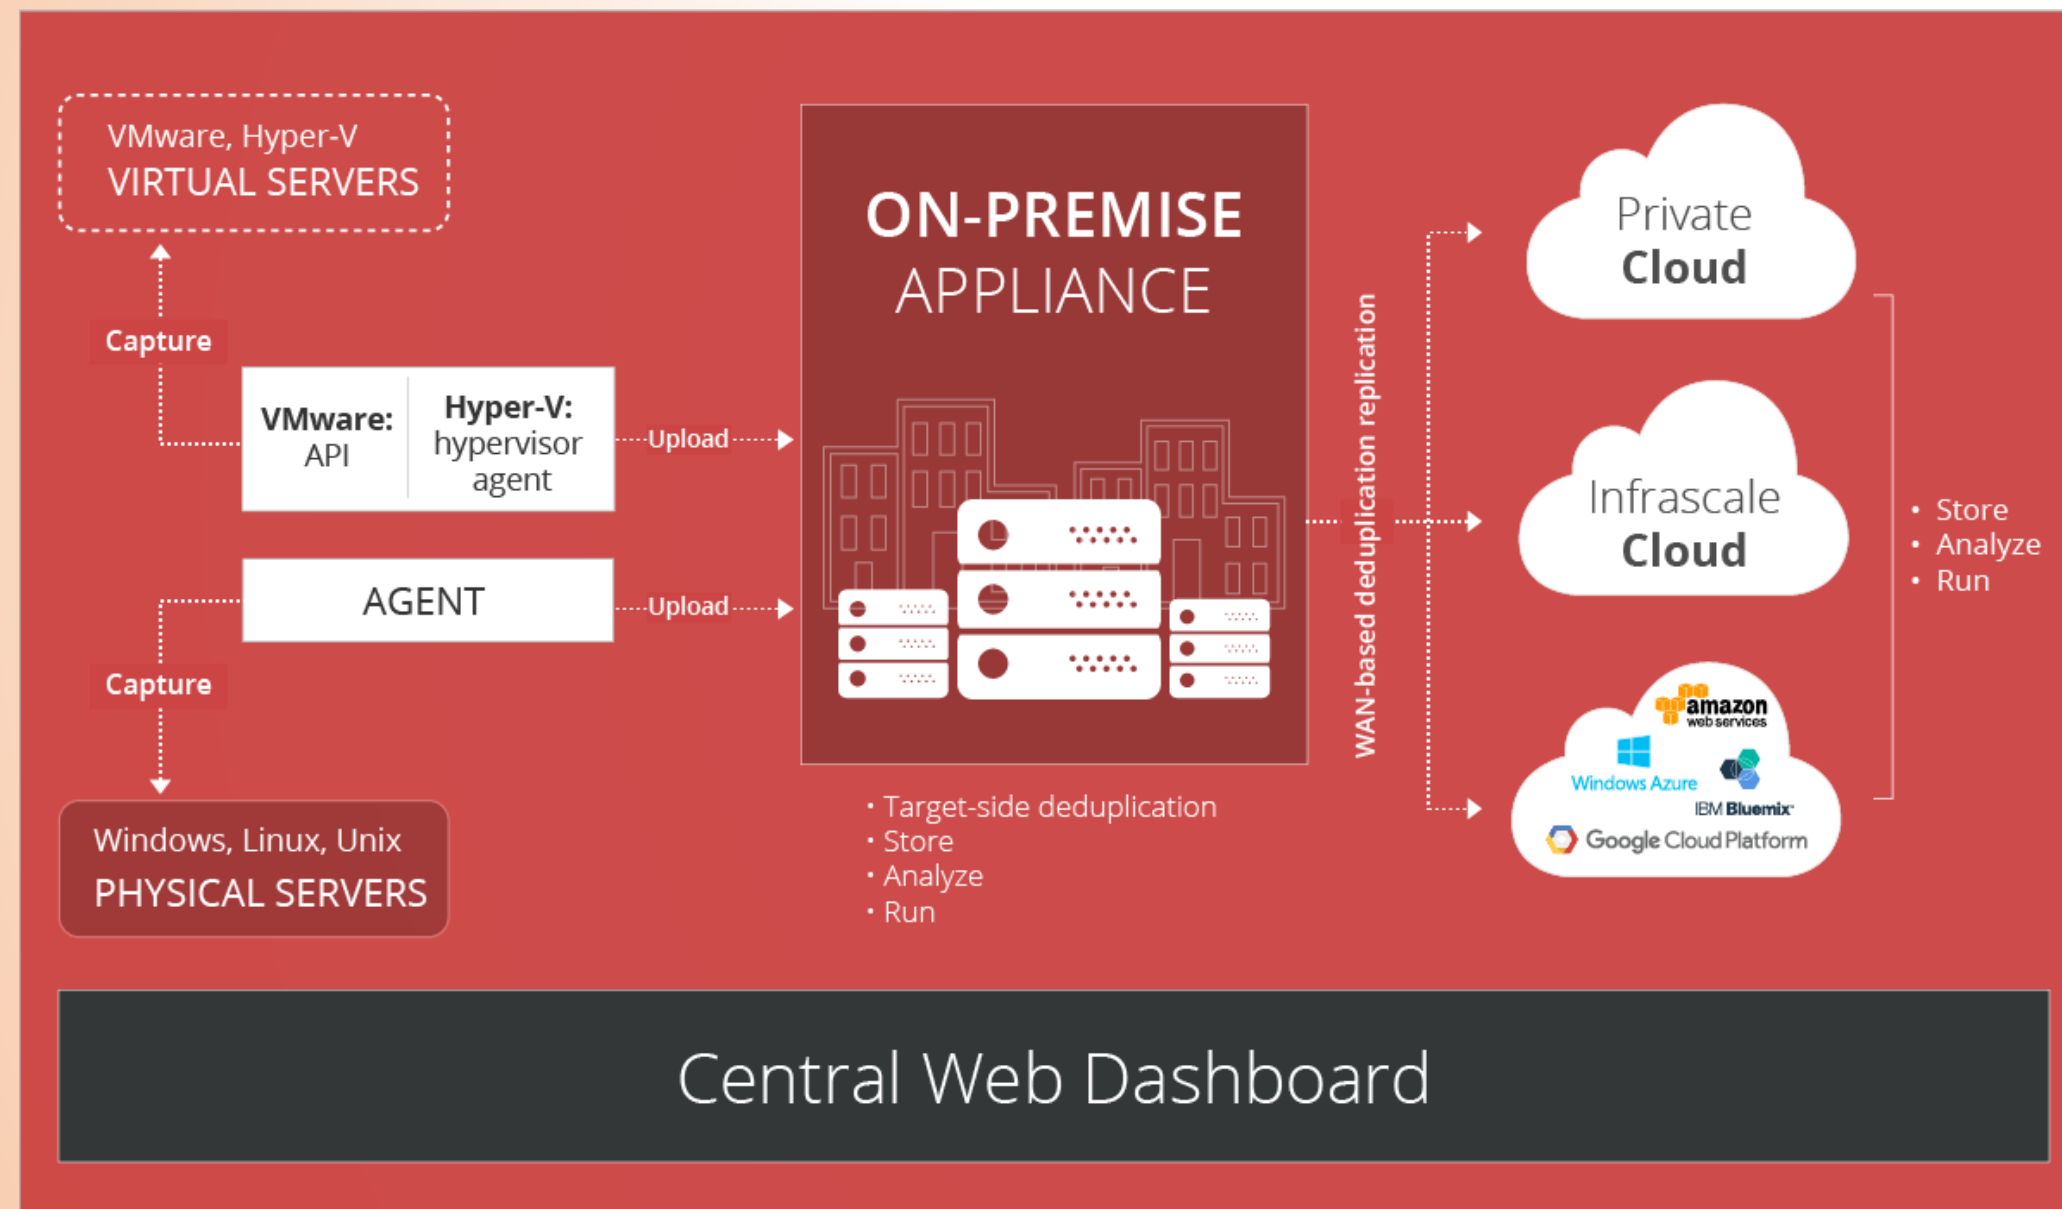 VMware, Hyper-V
VIRTUAL SERVERS
Capture
VMware:
API
Hyper-V:
hypervisor
agent
Upload
AGENT
Upload
Capture
Windows, Linux, Unix
PHYSICAL SERVERS
ON-PREMISE
APPLIANCE
• Target-side deduplication
• Store
• Analyze
• Run
WAN-based deduplication replication
Private
Cloud
Infrascale
Cloud
amazon
web services
Windows Azure
IBM Bluemix
Google Cloud Platform
• Store
• Analyze
• Run
Central Web Dashboard